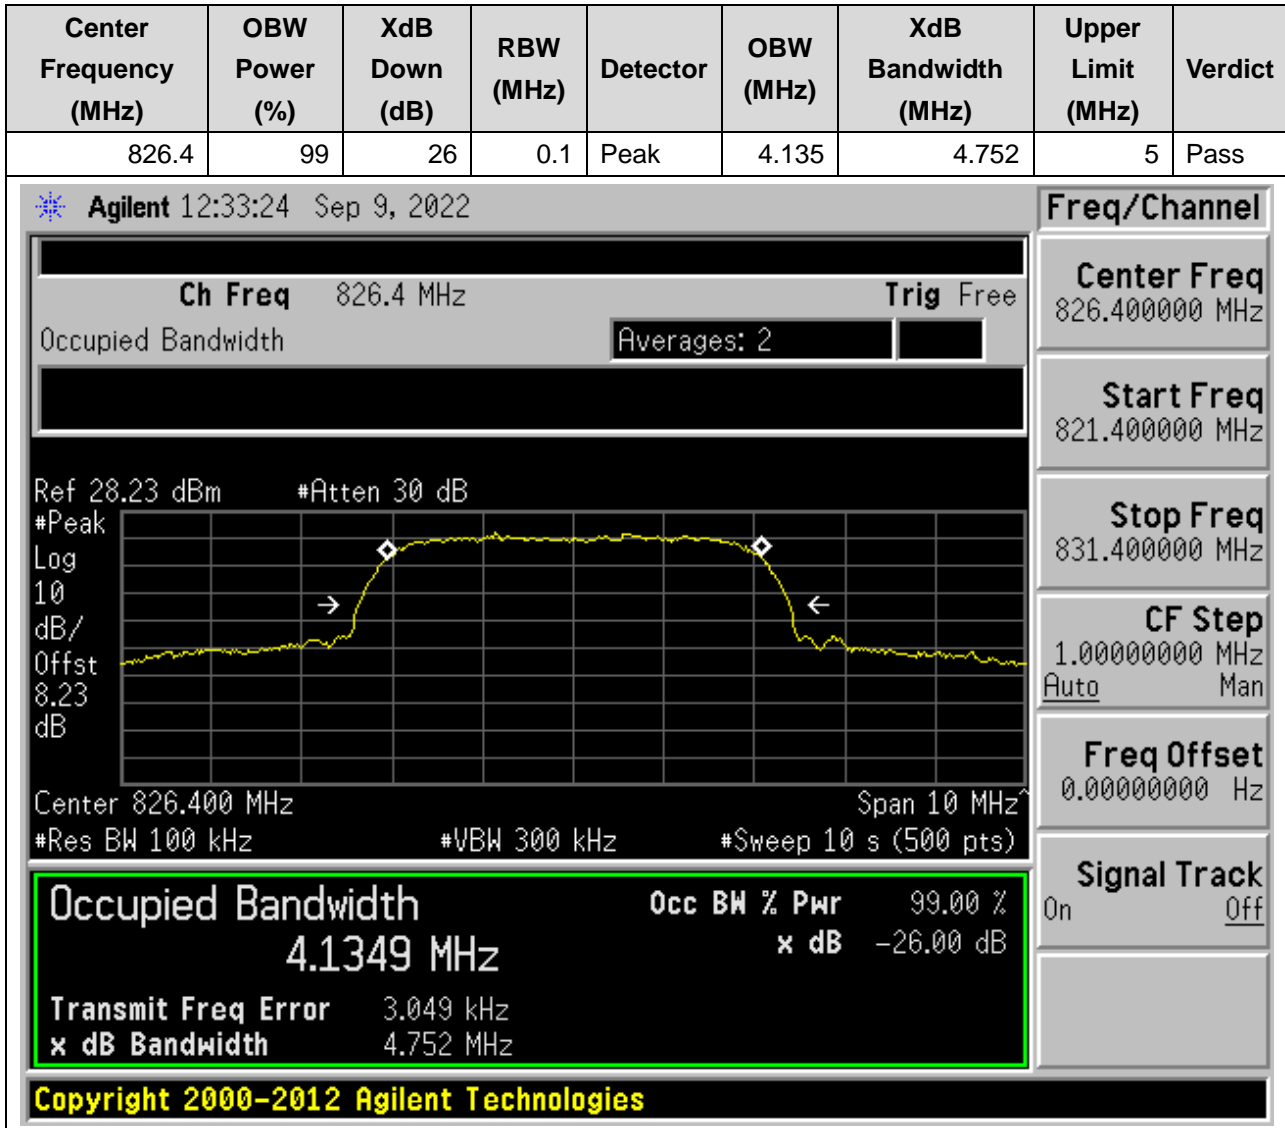 Center Frequency (MHz) OBW Power (%) XdB Down (dB) RBW (MHz) Detector OBW (MHz) XdB Bandwidth (MHz) Upper Limit (MHz) Verdict
826.4 99 26 0.1 Peak 4.135 4.752 5 Pass
Agilent 12:33:24 Sep 9, 2022
Freq/Channel
Ch Freq 826.4 MHz Trig Free
Occupied Bandwidth Averages: 2
Ref 28.23 dBm #Atten 30 dB
#Peak
Log
10
dB/
Offst
8.23
dB
Center 826.400 MHz Span 10 MHz^
#Res BW 100 kHz #VBW 300 kHz #Sweep 10 s (500 pts)
Occupied Bandwidth
4.1349 MHz
Occ BW % Pwr 99.00 %
x dB -26.00 dB
Transmit Freq Error 3.049 kHz
x dB Bandwidth 4.752 MHz
Center Freq
826.400000 MHz
Start Freq
821.400000 MHz
Stop Freq
831.400000 MHz
CF Step
1.00000000 MHz
Auto Man
Freq Offset
0.00000000 Hz
Signal Track
On Off
Copyright 2000-2012 Agilent Technologies